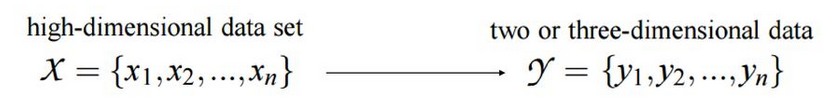 high-dimensional data set
two or three-dimensional data
𝒳 = {x₁,x₂,...,xₙ}
𝒴 = {y₁,y₂,...,yₙ}